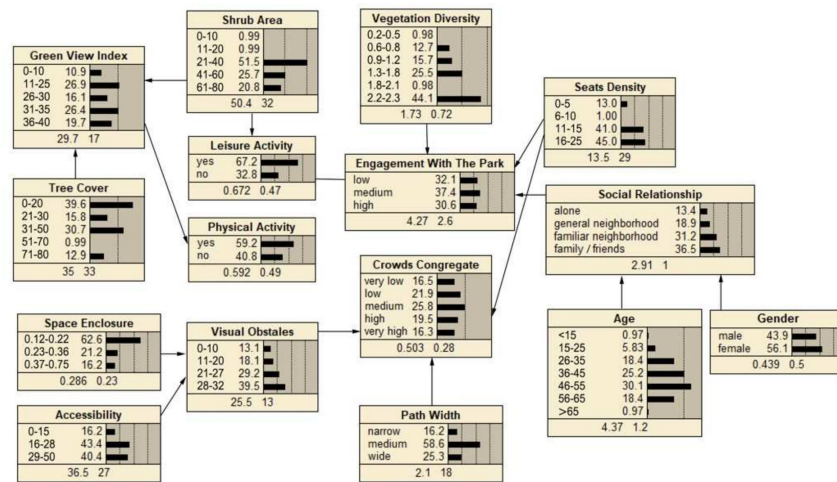 Shrub Area
0-10 0.99
11-20 0.99
21-40 51.5
41-60 25.7
61-80 20.8
50.4 32
Vegetation Diversity
0.2-0.5 0.98
0.6-0.8 12.7
0.9-1.2 15.7
1.3-1.8 25.5
1.8-2.1 0.98
2.2-2.3 44.1
1.73 0.72
Green View Index
0-10 10.9
11-25 26.9
26-30 16.1
31-35 26.4
36-40 19.7
29.7 17
Seats Density
0-5 13.0
6-10 1.00
11-15 41.0
16-25 45.0
13.5 29
Leisure Activity
yes 67.2
no 32.8
0.672 0.47
Engagement With The Park
low 32.1
medium 37.4
high 30.6
4.27 2.6
Tree Cover
0-20 39.6
21-30 15.8
31-50 30.7
51-70 0.99
71-80 12.9
35 33
Social Relationship
alone 13.4
general neighborhood 18.9
familiar neighborhood 31.2
family / friends 36.5
2.91 1
Physical Activity
yes 59.2
no 40.8
0.592 0.49
Crowds Congregate
very low 16.5
low 21.9
medium 25.8
high 19.5
very high 16.3
0.503 0.28
Space Enclosure
0.12-0.22 62.6
0.23-0.36 21.2
0.37-0.75 16.2
0.286 0.23
Visual Obstales
0-10 13.1
11-20 18.1
21-27 29.2
28-32 39.5
25.5 13
Age
<15 0.97
15-25 5.83
26-35 18.4
36-45 25.2
46-55 30.1
56-65 18.4
>65 0.97
4.37 1.2
Gender
male 43.9
female 56.1
0.439 0.5
Accessibility
0-15 16.2
16-28 43.4
29-50 40.4
36.5 27
Path Width
narrow 16.2
medium 58.6
wide 25.3
2.1 18